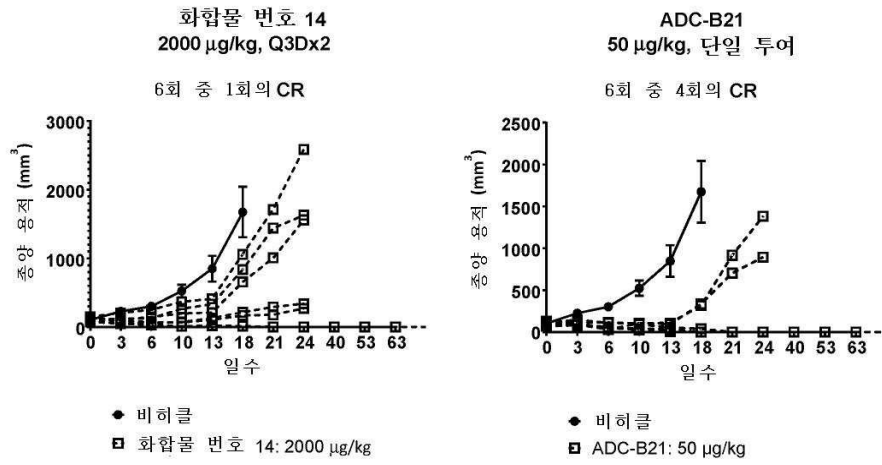 화합물 번호 14
2000 μg/kg, Q3Dx2
6회 중 1회의 CR
종양 용적 (mm³)
3000
2000
1000
0
0 3 6 10 13 18 21 24 40 53 63
일수
비히클
화합물 번호 14: 2000 μg/kg
ADC-B21
50 μg/kg, 단일 투여
6회 중 4회의 CR
종양 용적 (mm³)
2500
2000
1500
1000
500
0
0 3 6 10 13 18 21 24 40 53 63
일수
비히클
ADC-B21: 50 μg/kg